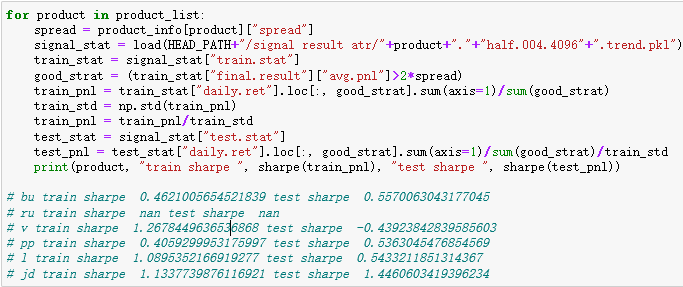 for product in product_list:
    spread = product_info[product]["spread"]
    signal_stat = load(HEAD_PATH+"/signal result atr/"+product+"."+"half.004.4096"+".trend.pkl")
    train_stat = signal_stat["train.stat"]
    good_strat = (train_stat["final.result"]["avg.pnl"]>2*spread)
    train_pnl = train_stat["daily.ret"].loc[:, good_strat].sum(axis=1)/sum(good_strat)
    train_std = np.std(train_pnl)
    train_pnl = train_pnl/train_std
    test_stat = signal_stat["test.stat"]
    test_pnl = test_stat["daily.ret"].loc[:, good_strat].sum(axis=1)/sum(good_strat)/train_std
    print(product, "train sharpe ", sharpe(train_pnl), "test sharpe ", sharpe(test_pnl))
# bu train sharpe  0.4621005654521839 test sharpe  0.5570063043177045
# ru train sharpe  nan test sharpe  nan
# v train sharpe  1.2678449636536868 test sharpe  -0.43923842839585603
# pp train sharpe  0.4059299953175997 test sharpe  0.5363045476854569
# l train sharpe  1.0895352166919277 test sharpe  0.5433211851314367
# jd train sharpe  1.1337739876116921 test sharpe  1.4460603419396234